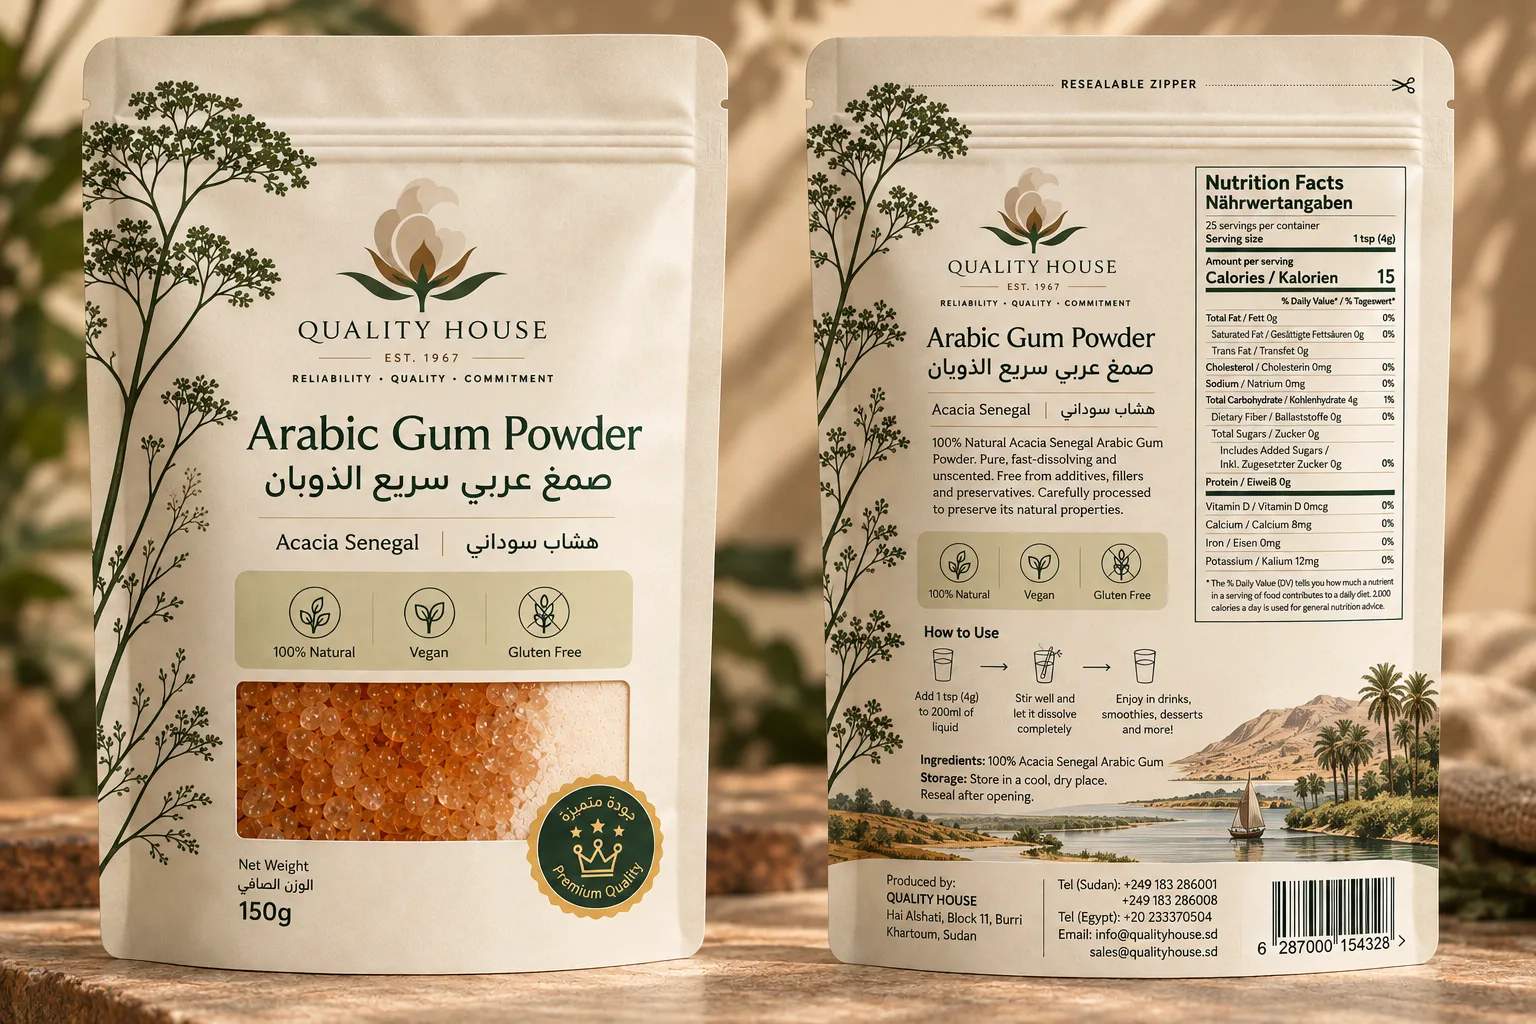 QUALITY HOUSE
EST. 1967
RELIABILITY • QUALITY • COMMITMENT
Arabic Gum Powder
صمغ عربي سريع الذوبان
Acacia Senegal | هشاب سوداني
100% Natural
Vegan
Gluten Free
جودة متميزة
Premium Quality
Net Weight
الوزن الصافي
150g
RESEALABLE ZIPPER
QUALITY HOUSE
EST. 1967
RELIABILITY • QUALITY • COMMITMENT
Arabic Gum Powder
صمغ عربي سريع الذوبان
Acacia Senegal | هشاب سوداني
100% Natural Acacia Senegal Arabic Gum
Powder. Pure, fast-dissolving and
unscented. Free from additives, fillers
and preservatives. Carefully processed
to preserve its natural properties.
100% Natural
Vegan
Gluten Free
How to Use
Add 1 tsp (4g)
to 200ml of
liquid
Stir well and
let it dissolve
completely
Enjoy in drinks,
smoothies, desserts
and more!
Ingredients: 100% Acacia Senegal Arabic Gum
Storage: Store in a cool, dry place.
Reseal after opening.
Nutrition Facts
Nährwertangaben
25 servings per container
Serving size 1 tsp (4g)
Amount per serving
Calories / Kalorien 15
% Daily Value* / % Tageswert*
Total Fat / Fett 0g 0%
Saturated Fat / Gesättigte Fettsäuren 0g 0%
Trans Fat / Transfet 0g
Cholesterol / Cholesterin 0mg 0%
Sodium / Natrium 0mg 0%
Total Carbohydrate / Kohlenhydrate 4g 1%
Dietary Fiber / Ballaststoffe 0g 0%
Total Sugars / Zucker 0g
Includes Added Sugars /
Inkl. Zugesetzter Zucker 0g 0%
Protein / Eiweiß 0g
Vitamin D / Vitamin D 0mcg 0%
Calcium / Calcium 8mg 0%
Iron / Eisen 0mg 0%
Potassium / Kalium 12mg 0%
* The % Daily Value (DV) tells you how much a nutrient
in a serving of food contributes to a daily diet. 2,000
calories a day is used for general nutrition advice.
Produced by:
QUALITY HOUSE
Hai Alshati, Block 11, Burri
Khartoum, Sudan
Tel (Sudan): +249 183 286001
+249 183 286008
Tel (Egypt): +20 233370504
Email: info@qualityhouse.sd
sales@qualityhouse.sd
6 287000 154328 >